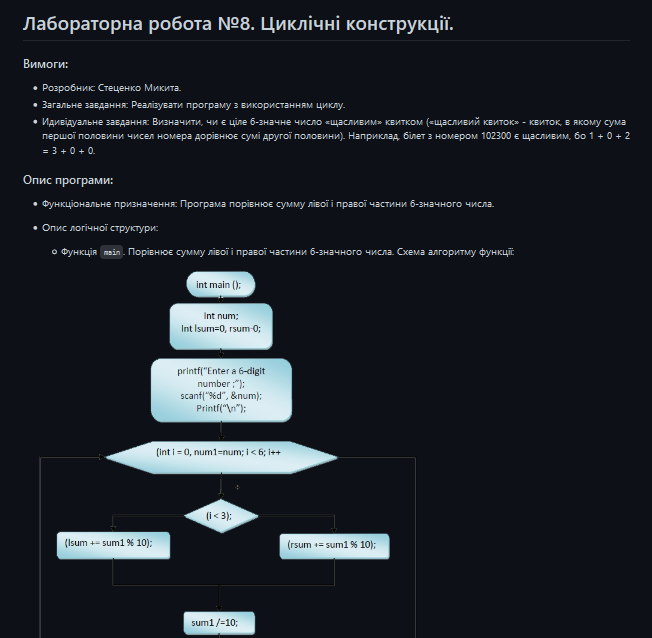 Лабораторна робота №8. Циклічні конструкції.
Вимоги:
• Розробник: Стеценко Микита.
• Загальне завдання: Реалізувати програму з використанням циклу.
• Идивідуальне завдання: Визначити, чи є ціле 6-значне число «щасливим» квитком («щасливий квиток» - квиток, в якому сума
першої половини чисел номера дорівнює сумі другої половини). Наприклад, білет з номером 102300 є щасливим, бо 1 + 0 + 2
= 3 + 0 + 0.
Опис програми:
• Функціональне призначення: Програма порівнює сумму лівої і правої частини 6-значного числа.
• Опис логічної структури:
○ Функція main . Порівнює сумму лівої і правої частини 6-значного числа. Схема алгоритму функції:
int main ();
int num;
Int lsum=0, rsum-0;
printf("Enter a 6-digit
number ;");
scanf("%d", &num);
Printf("\n");
(int i = 0, num1=num; i < 6; i++
(i < 3);
(lsum += sum1 % 10);
(rsum += sum1 % 10);
sum1 /=10;